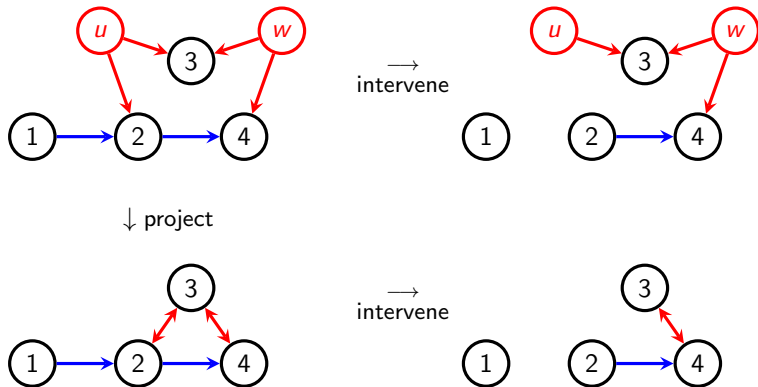 u w u w
3 → 3
intervene
1 2 4 1 2 4
↓ project
3 → 3
intervene
1 2 4 1 2 4